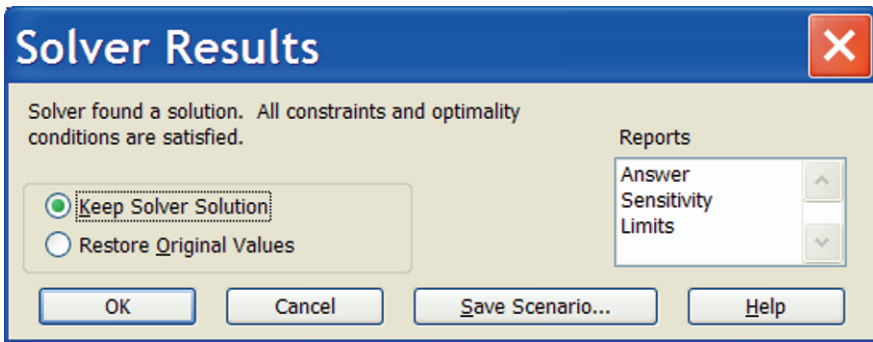 Solver Results
Solver found a solution. All constraints and optimality
conditions are satisfied.
Reports
Answer
Sensitivity
Limits
Keep Solver Solution
Restore Original Values
OK
Cancel
Save Scenario...
Help